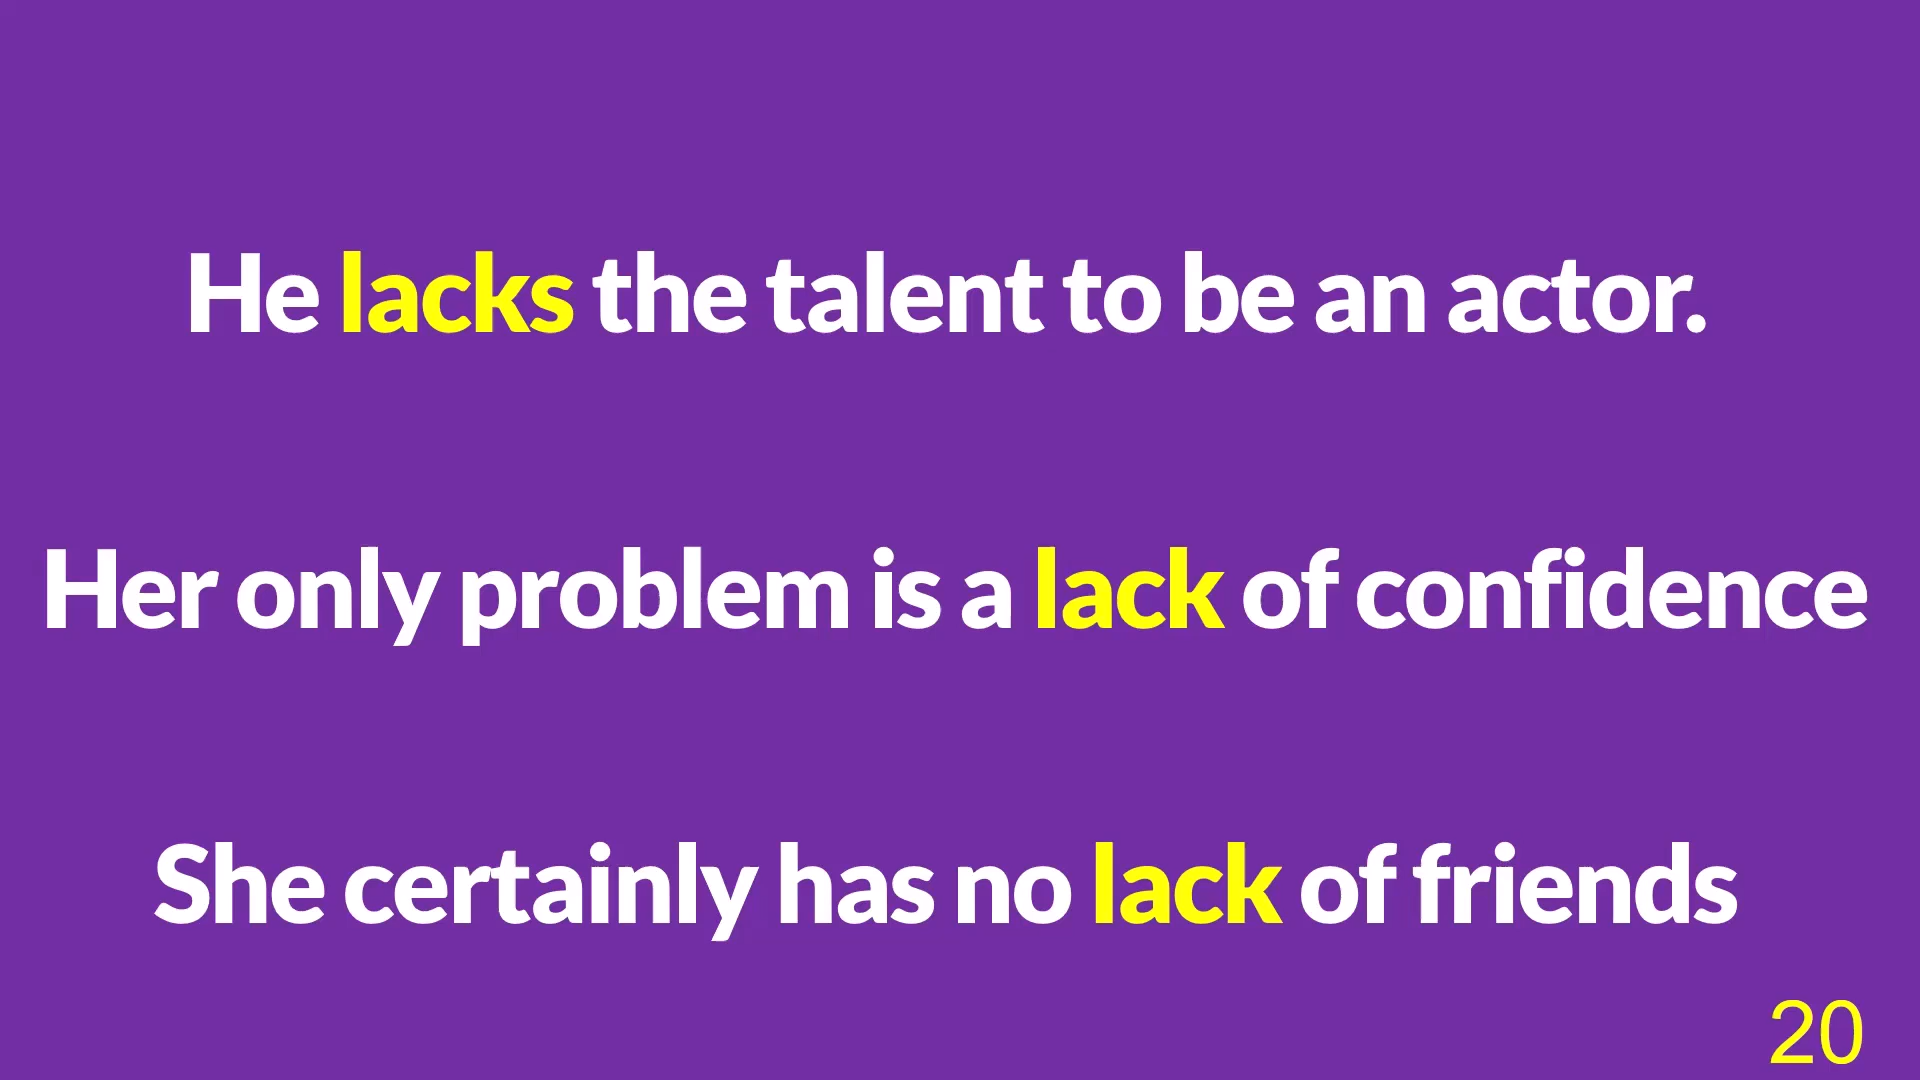 He lacks the talent to be an actor.
Her only problem is a lack of confidence
She certainly has no lack of friends
20